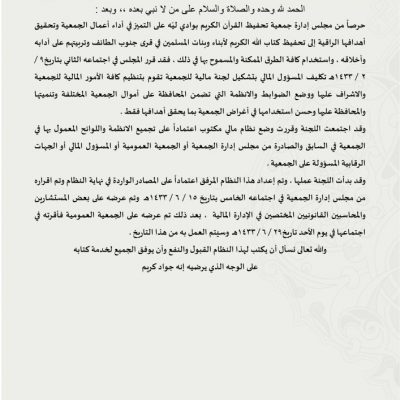 الحمد لله وحده والصلاة والسلام على من لا نبي بعده ،، وبعد :
حرصاً من مجلس إدارة جمعية تحفيظ القرآن الكريم بوادي ليّه على التميز في أداء أعمال الجمعية وتحقيق
أهدافها الراقية إلى تحفيظ كتاب الله الكريم لأبناء وبنات المسلمين في قرى جنوب الطائف وتربيتهم على آدابه
وأخلاقه . باستخدام كافة الطرق الممكنة والمسموح بها في ذلك . فقد قرر المجلس في اجتماعه الثاني بتاريخ ٩ /
٢ / ١٤٣٣هـ تكليف المسؤول المالي بتشكيل لجنة مالية للجمعية تقوم بتنظيم كافة الأمور المالية للجمعية
والاشراف عليها ووضع الضوابط والانظمة التي تضمن المحافظة على أموال الجمعية المختلفة وتنميتها
والمحافظة عليها وحسن استخدامها في أغراض الجمعية بما يحقق أهدافها فقط .
وقد اجتمعت اللجنة وقررت وضع نظام مالي مكتوب اعتماداً على تجميع الانظمة واللوائح المعمول بها في
الجمعية في السابق والصادرة من مجلس إدارة الجمعية أو الجمعية العمومية أو المسؤول المالي أو الجهات
الرقابية المسؤولة على الجمعية .
وقد بدأت اللجنة عملها . وتم إعداد هذا النظام المرفق اعتماداً على المصادر الواردة في نهاية النظام وتم اقراره
من مجلس إدارة الجمعية في اجتماعه الخامس بتاريخ ١٥ / ٦ / ١٤٣٣هـ وتم عرضه على بعض المستشارين
والمحاسبين القانونيين المختصين في الإدارة المالية . بعد ذلك تم عرضه على الجمعية العمومية فأقرته في
اجتماعها في يوم الأحد تاريخ ٢٩ / ٦ / ١٤٣٣هـ وسيتم العمل به من هذا التاريخ .
والله تعالى نسأل أن يكتب لهذا النظام القبول والنفع وأن يوفق الجميع لخدمة كتابه
على الوجه الذي يرضيه إنه جواد كريم